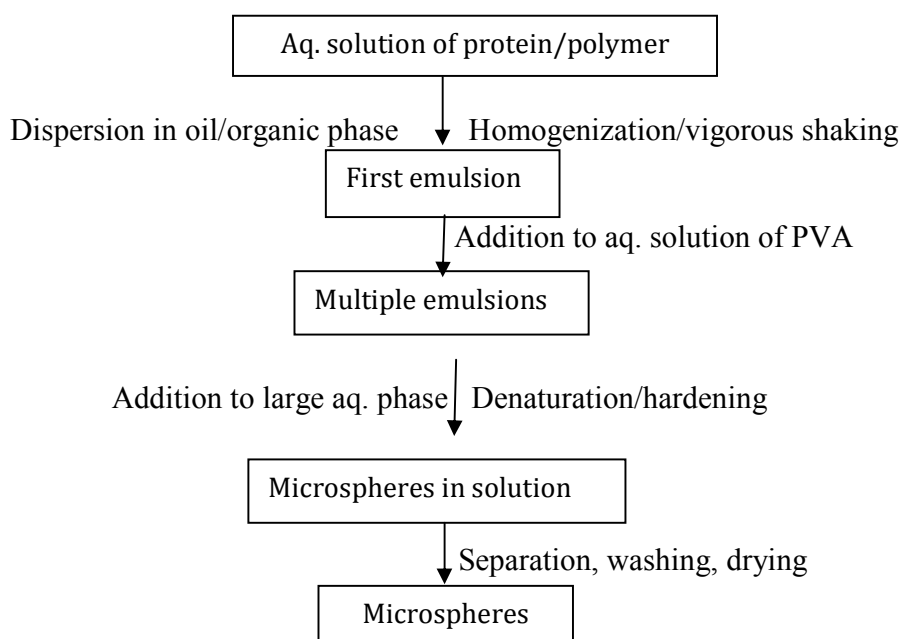 Aq. solution of protein/polymer
Dispersion in oil/organic phase Homogenization/vigorous shaking
First emulsion
Addition to aq. solution of PVA
Multiple emulsions
Addition to large aq. phase Denaturation/hardening
Microspheres in solution
Separation, washing, drying
Microspheres